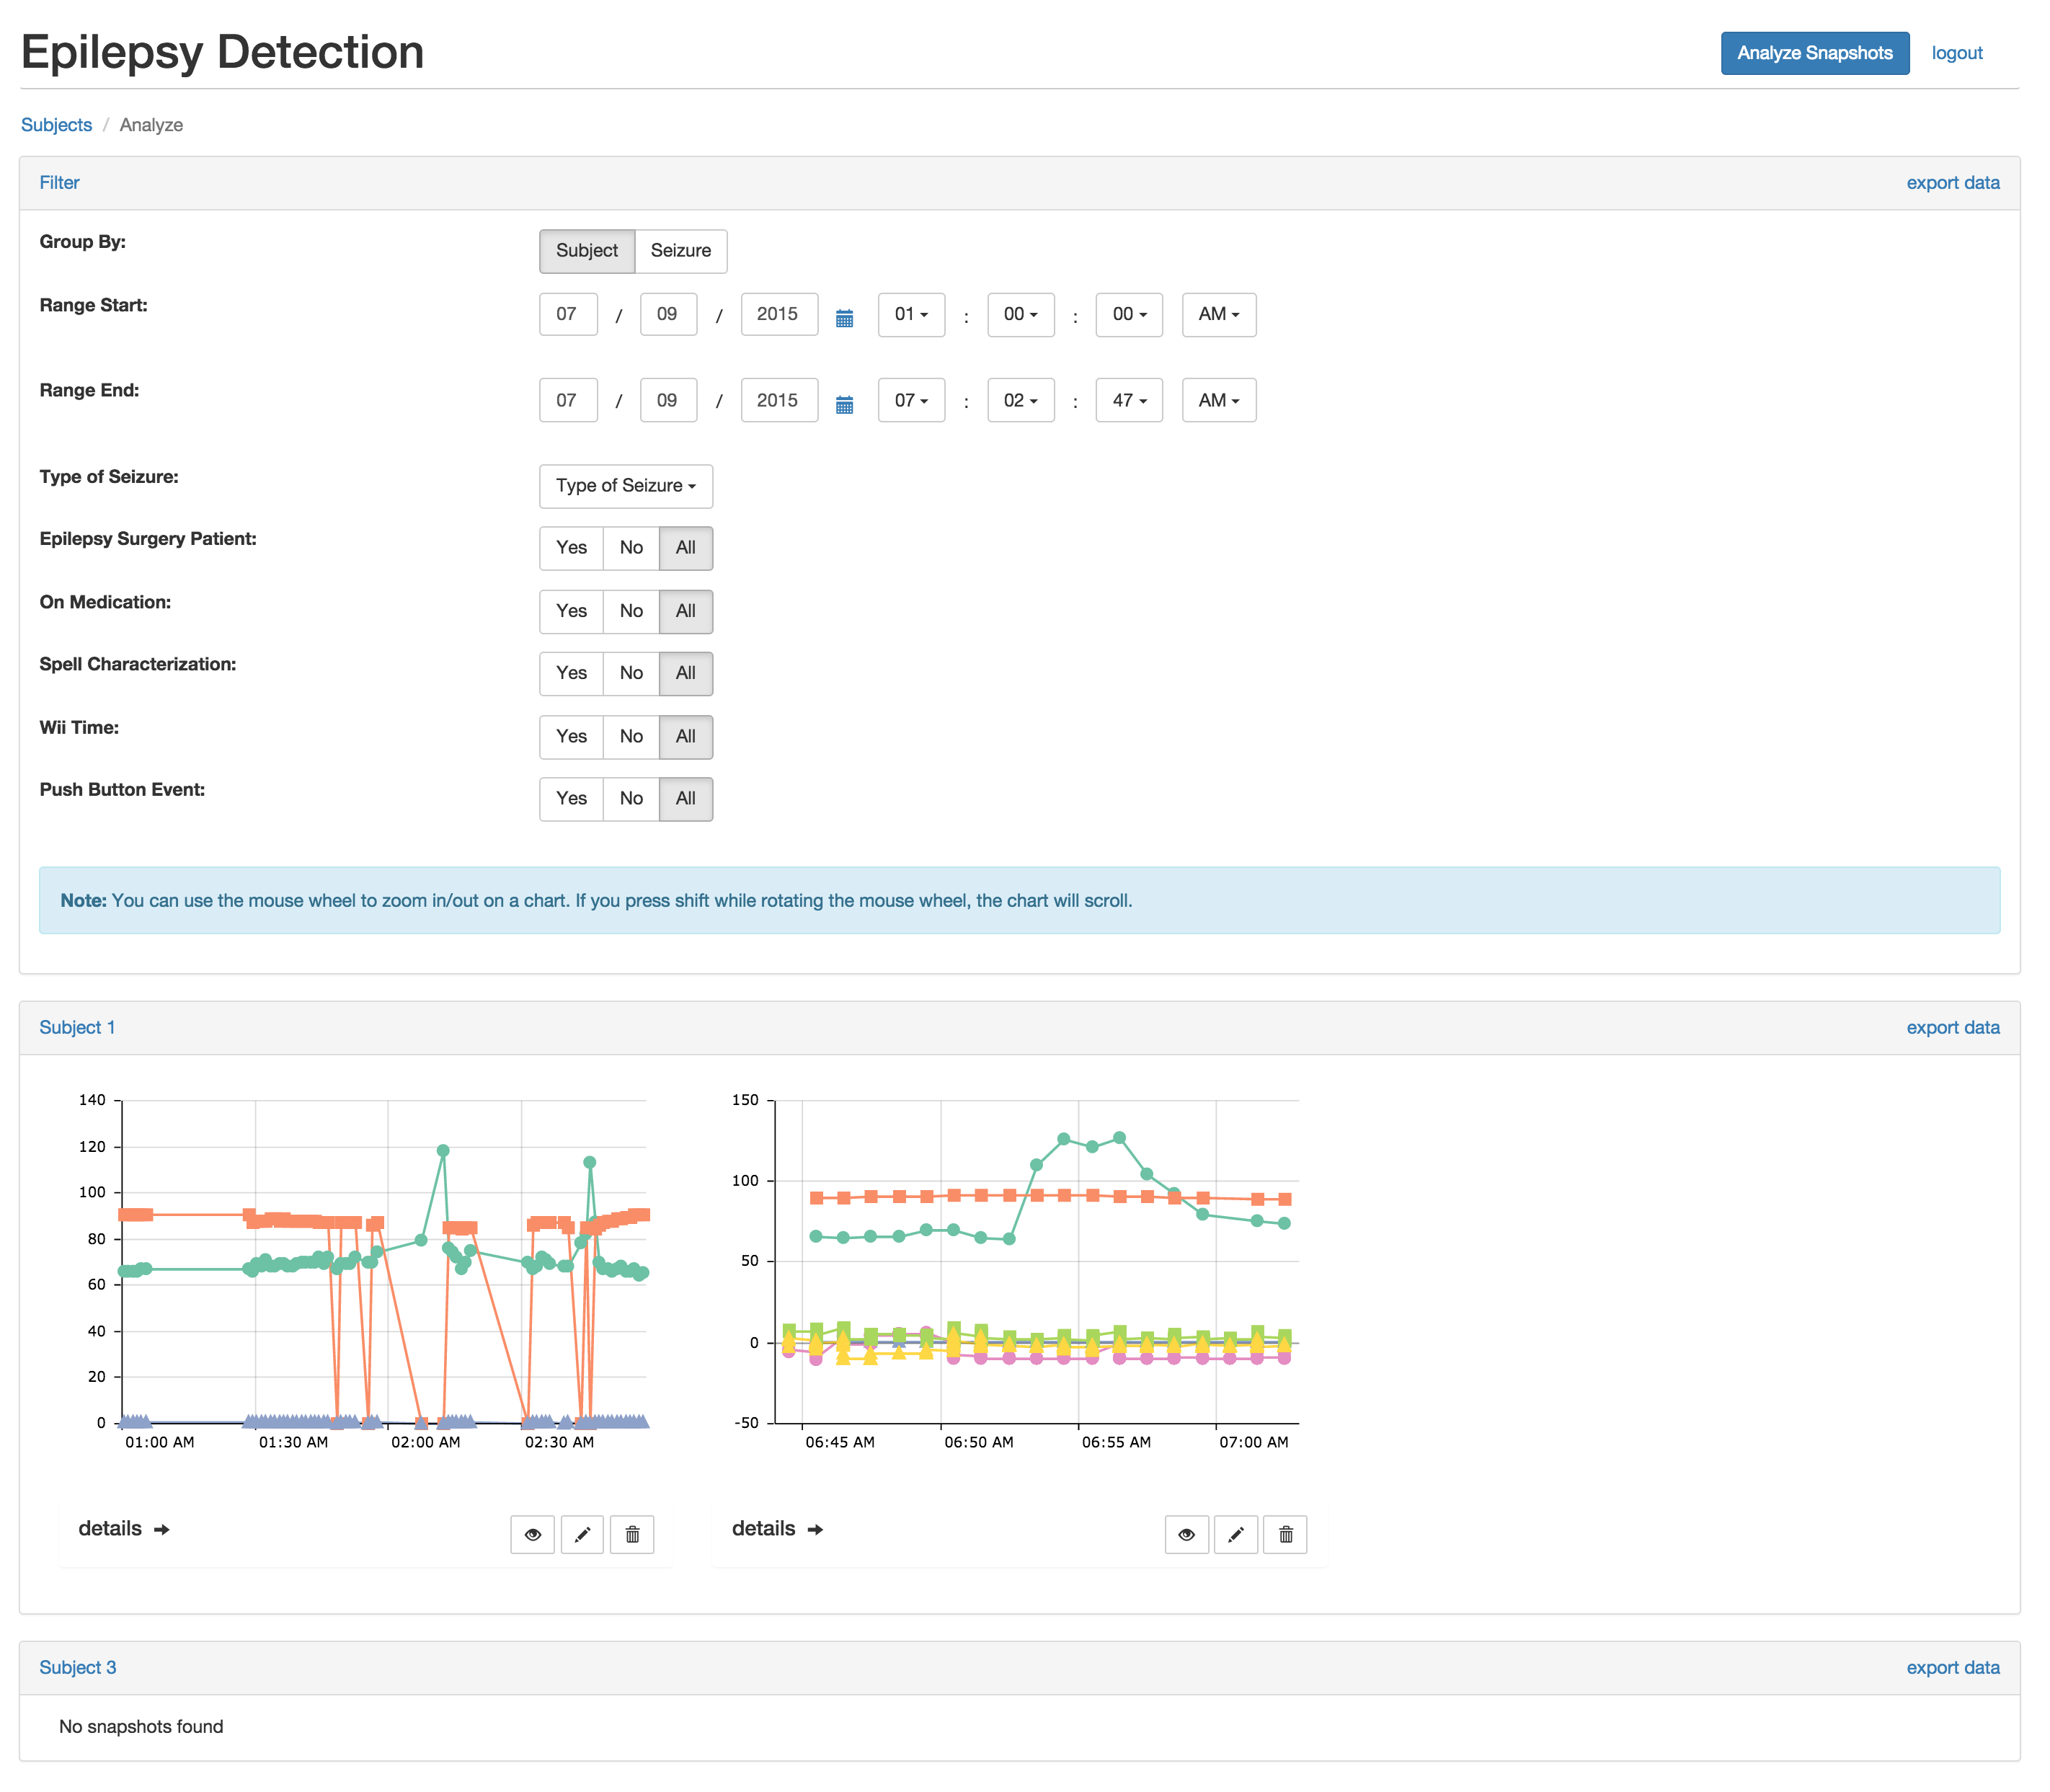 Epilepsy Detection
Analyze Snapshots logout
Subjects / Analyze
Filter export data
Group By: Subject Seizure
Range Start: 07 / 09 / 2015 01 : 00 : 00 AM
Range End: 07 / 09 / 2015 07 : 02 : 47 AM
Type of Seizure: Type of Seizure
Epilepsy Surgery Patient: Yes No All
On Medication: Yes No All
Spell Characterization: Yes No All
Wii Time: Yes No All
Push Button Event: Yes No All
Note: You can use the mouse wheel to zoom in/out on a chart. If you press shift while rotating the mouse wheel, the chart will scroll.
Subject 1 export data
140
120
100
80
60
40
20
0
01:00 AM 01:30 AM 02:00 AM 02:30 AM
details
150
100
50
0
-50
06:45 AM 06:50 AM 06:55 AM 07:00 AM
details
Subject 3 export data
No snapshots found